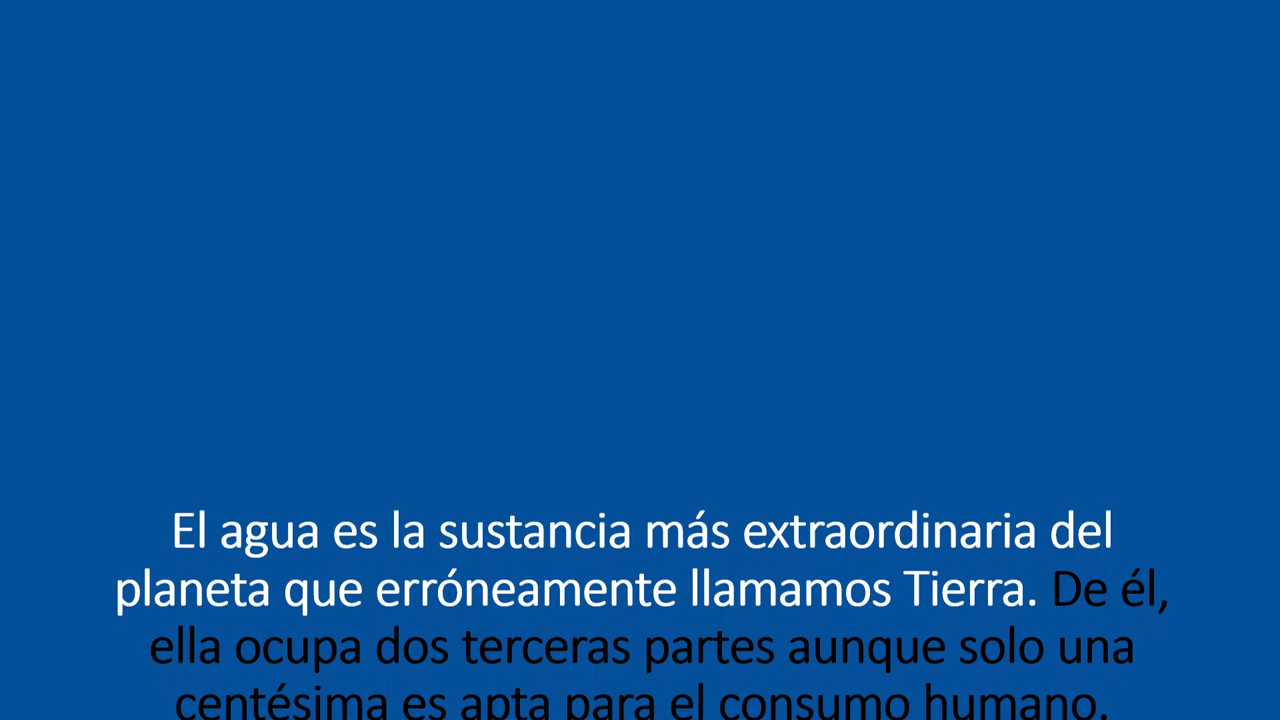 El agua es la sustancia más extraordinaria del
planeta que erróneamente llamamos Tierra. De él,
ella ocupa dos terceras partes aunque solo una
centésima es apta para el consumo humano.